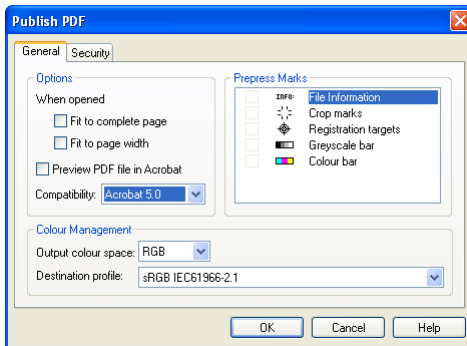 Publish PDF
General Security
Options
When opened
Fit to complete page
Fit to page width
Preview PDF file in Acrobat
Compatibility: Acrobat 5.0
Prepress Marks
INFO: File Information
Crop marks
Registration targets
Greyscale bar
Colour bar
Colour Management
Output colour space: RGB
Destination profile: sRGB IEC61966-2.1
OK Cancel Help